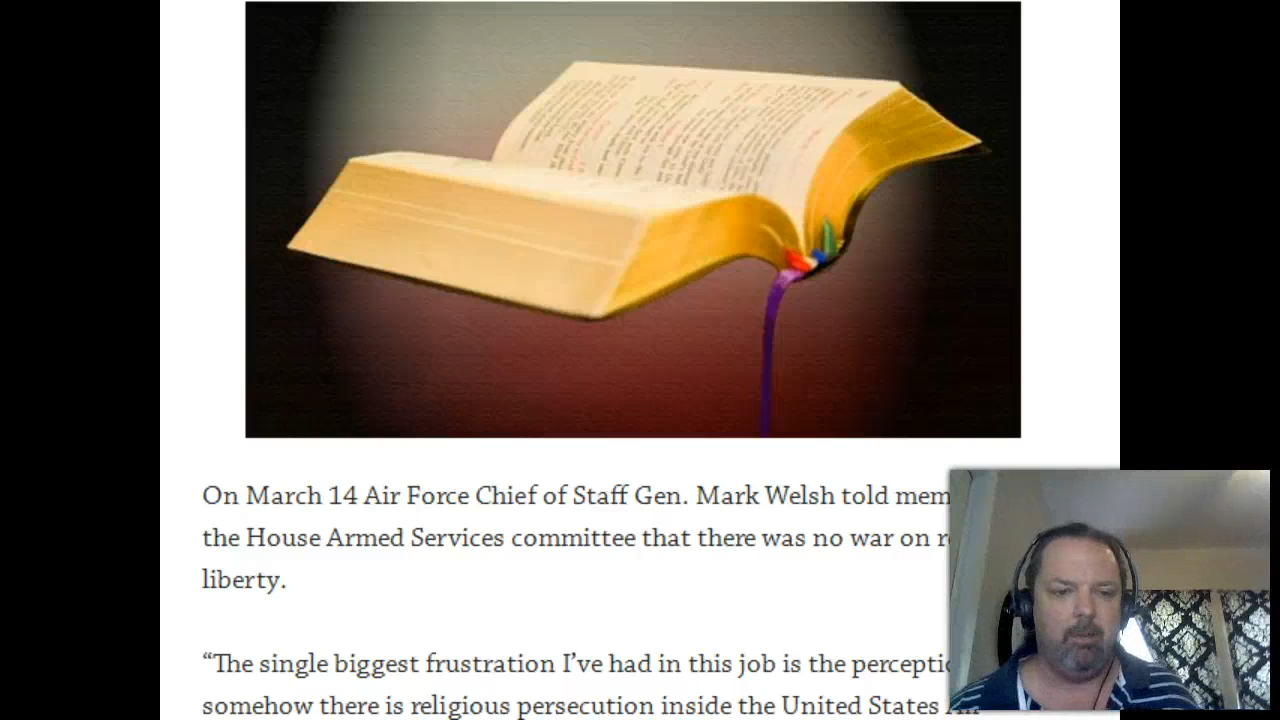 On March 14 Air Force Chief of Staff Gen. Mark Welsh told mem
the House Armed Services committee that there was no war on r
liberty.
“The single biggest frustration I’ve had in this job is the percepti
somehow there is religious persecution inside the United States